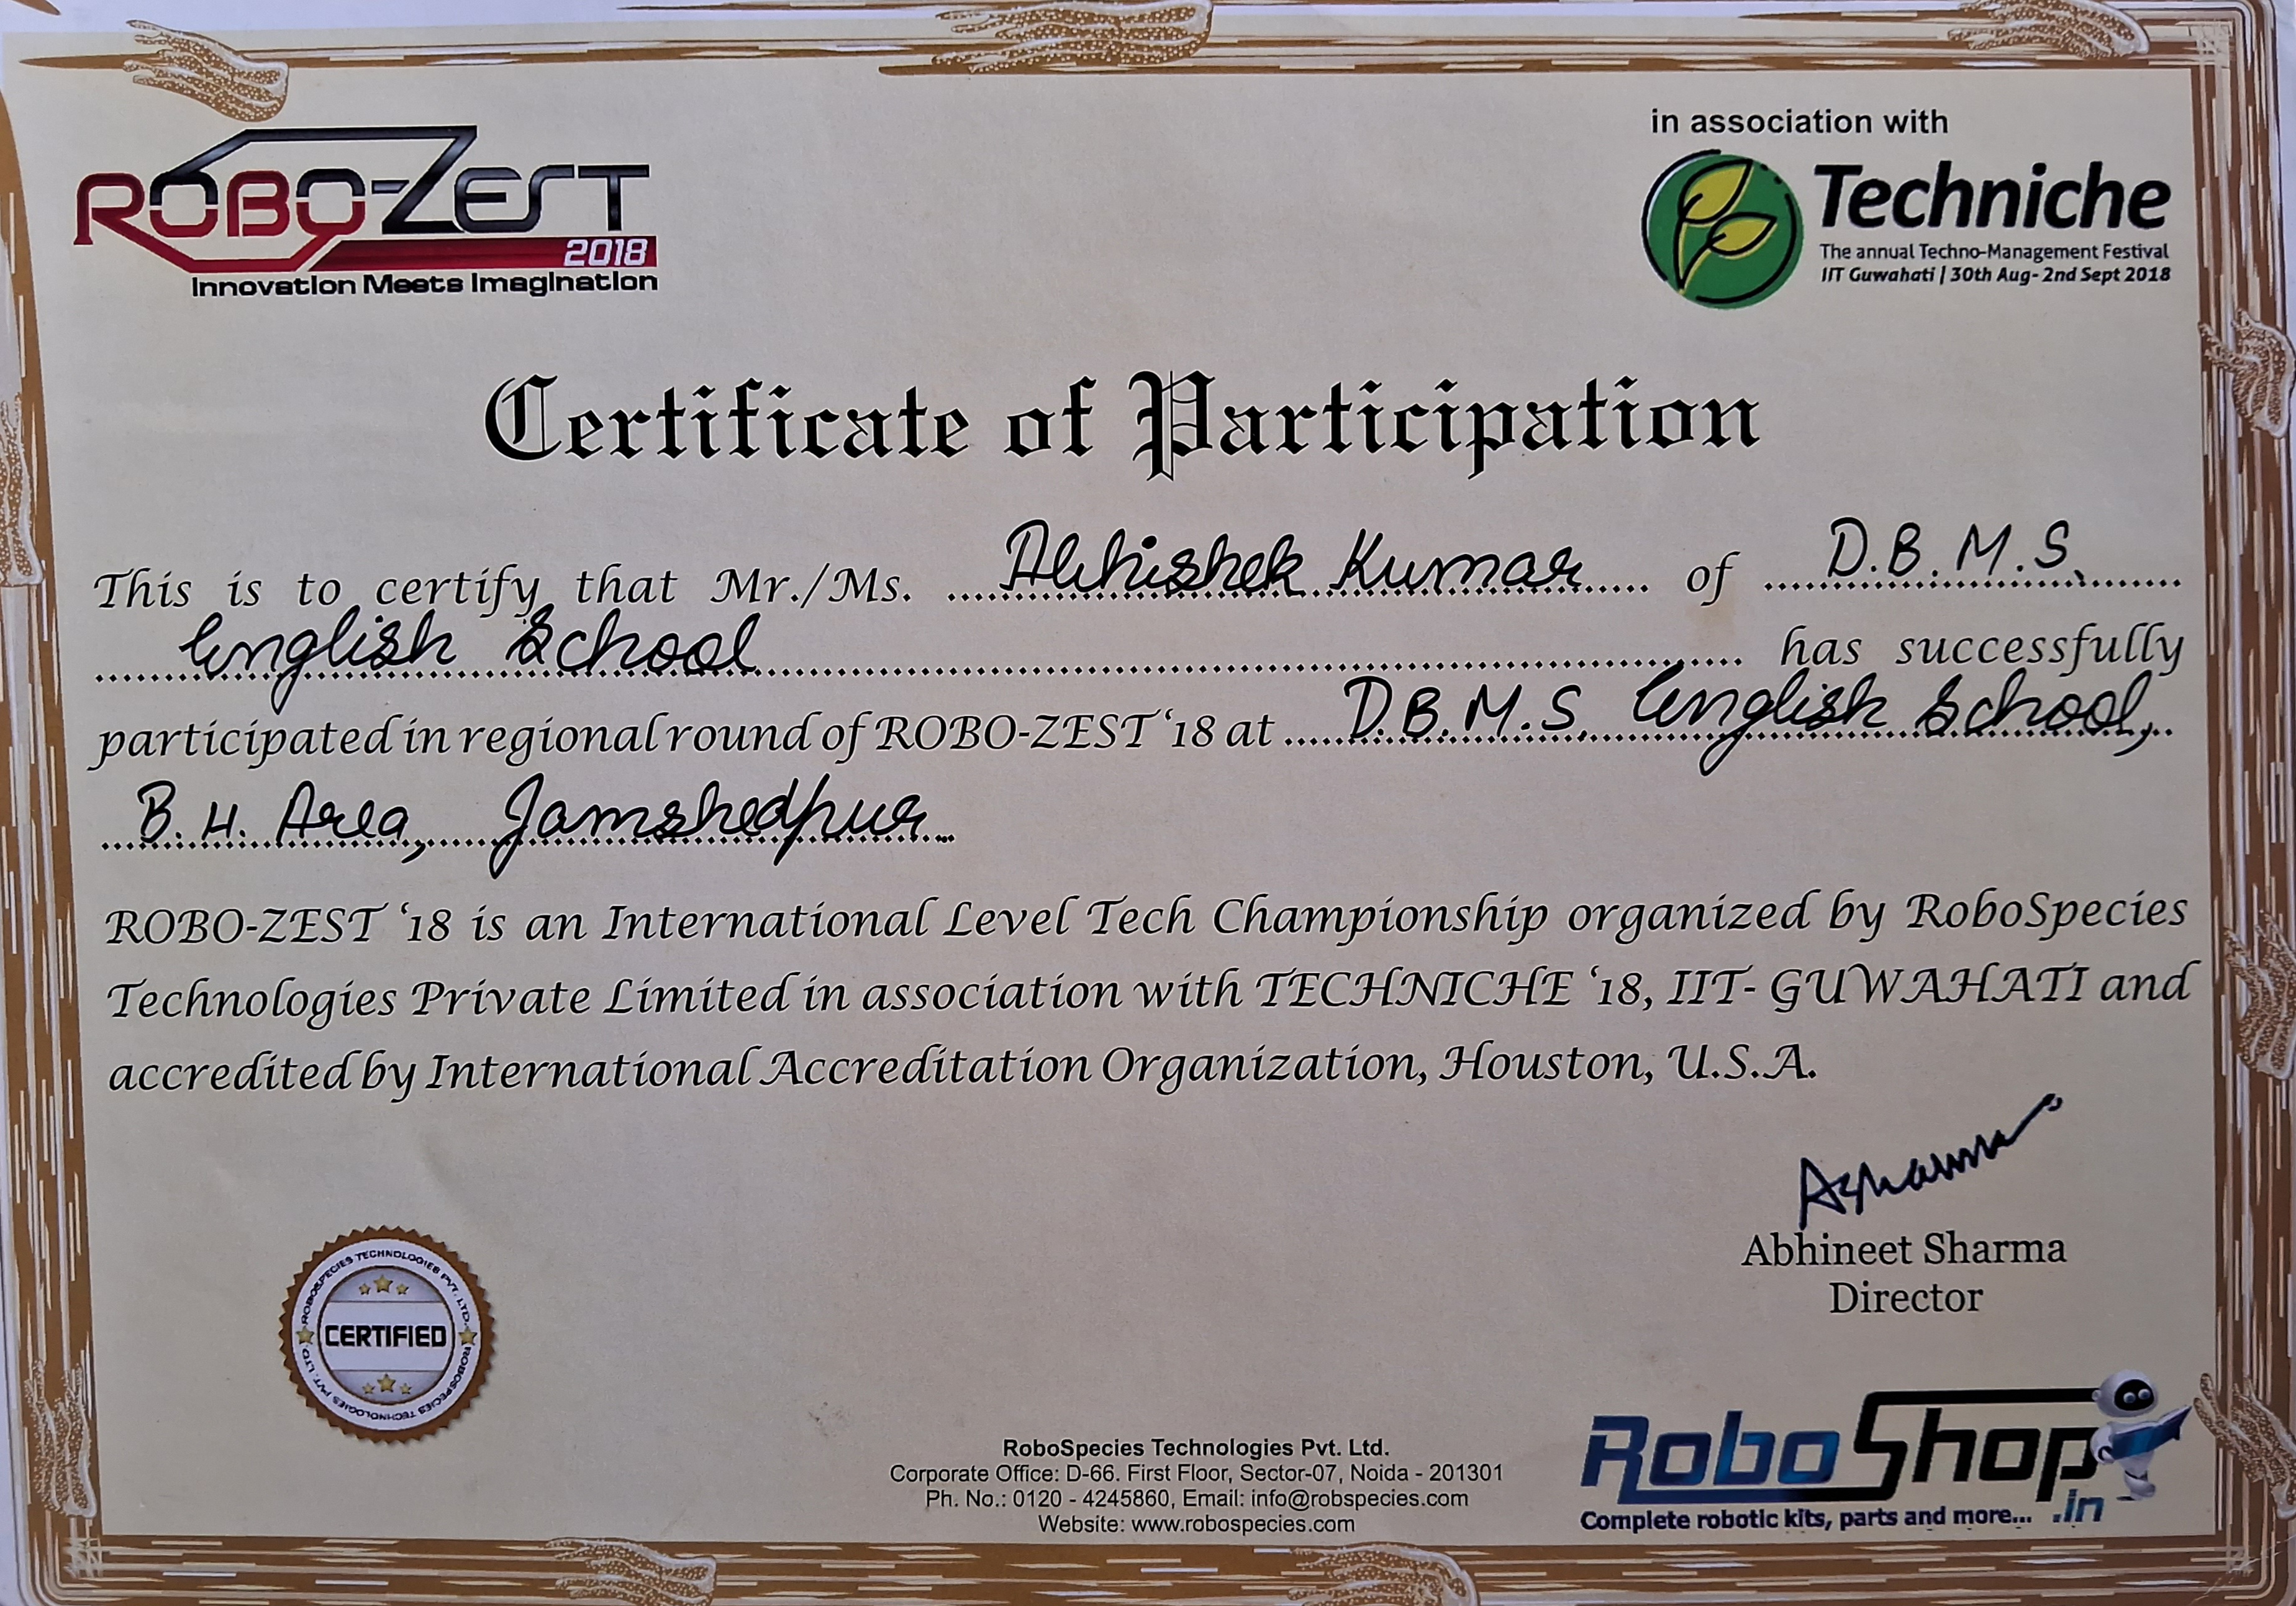 ROBO-ZEST
2018
Innovation Meets Imagination
in association with
Techniche
The annual Techno-Management Festival
IIT Guwahati | 30th Aug- 2nd Sept 2018
Certificate of Participation
This is to certify that Mr./Ms. Abhishek Kumar of D.B.M.S.
English School has successfully
participated in regional round of ROBO-ZEST ‘18 at D.B.M.S. English School,
B.H. Area, Jamshedpur
ROBO-ZEST ‘18 is an International Level Tech Championship organized by RoboSpecies
Technologies Private Limited in association with TECHNICHE ‘18, IIT- GUWAHATI and
accredited by International Accreditation Organization, Houston, U.S.A.
ASharma
Abhineet Sharma
Director
ROBOSPECIES TECHNOLOGIES PVT. LTD.
CERTIFIED
ROBOSPECIES TECHNOLOGIES PVT. LTD.
RoboSpecies Technologies Pvt. Ltd.
Corporate Office: D-66. First Floor, Sector-07, Noida - 201301
Ph. No.: 0120 - 4245860, Email: info@robspecies.com
Website: www.robospecies.com
RoboShop
.in
Complete robotic kits, parts and more...